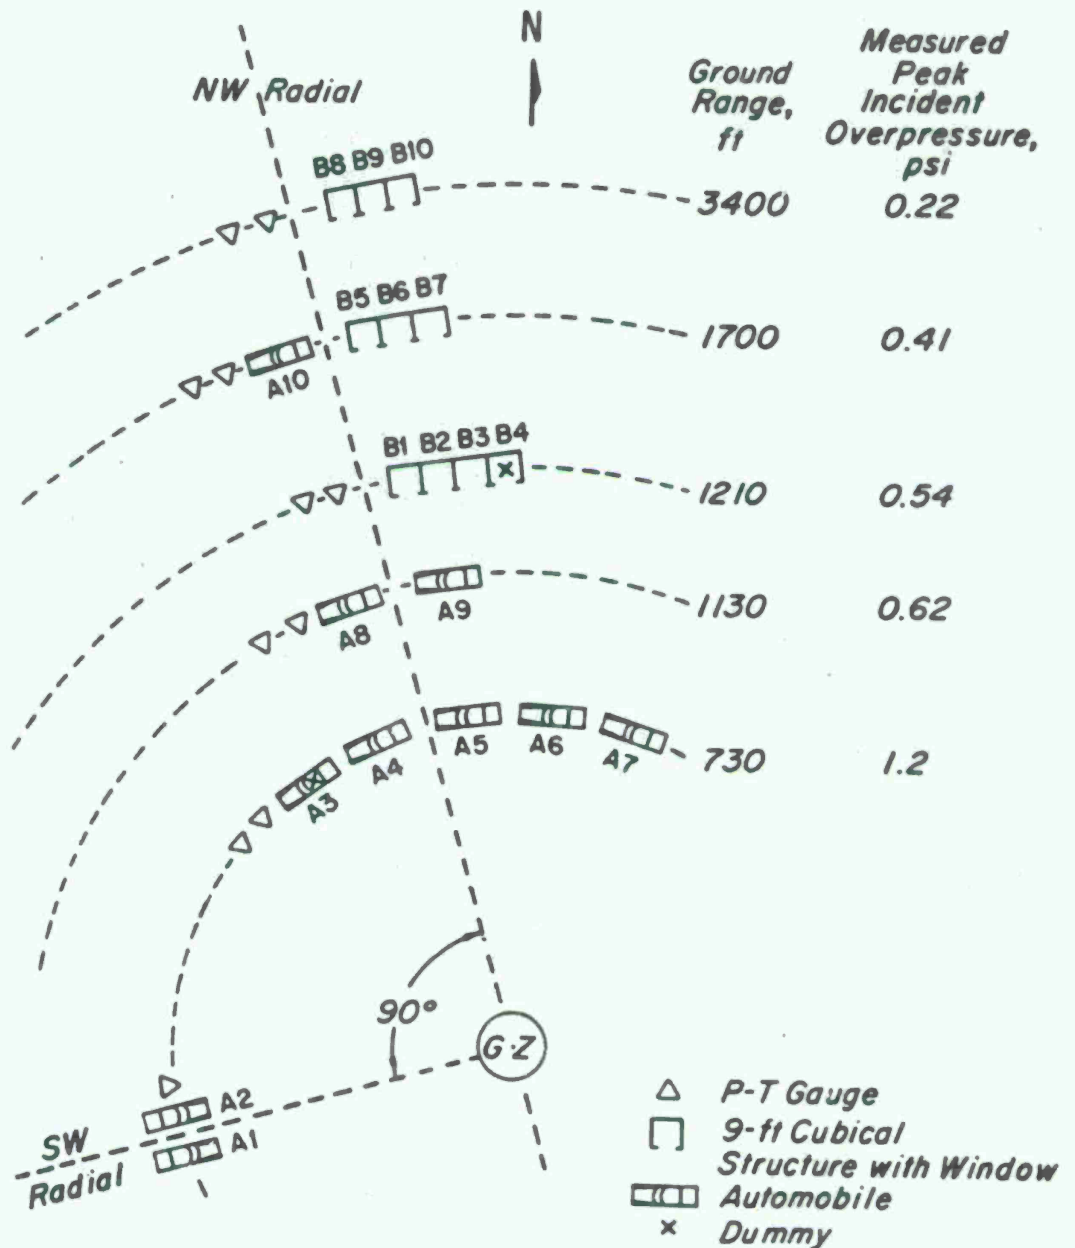 N
NW Radial
Ground
Range,
ft
Measured
Peak
Incident
Overpressure,
psi
B8 B9 B10
3400 0.22
B5 B6 B7
1700 0.41
A10
B1 B2 B3 B4
1210 0.54
1130 0.62
A8 A9
A3 A4 A5 A6 A7
730 1.2
90°
G·Z
A2
A1
SW
Radial
P-T Gauge
9-ft Cubical
Structure with Window
Automobile
Dummy